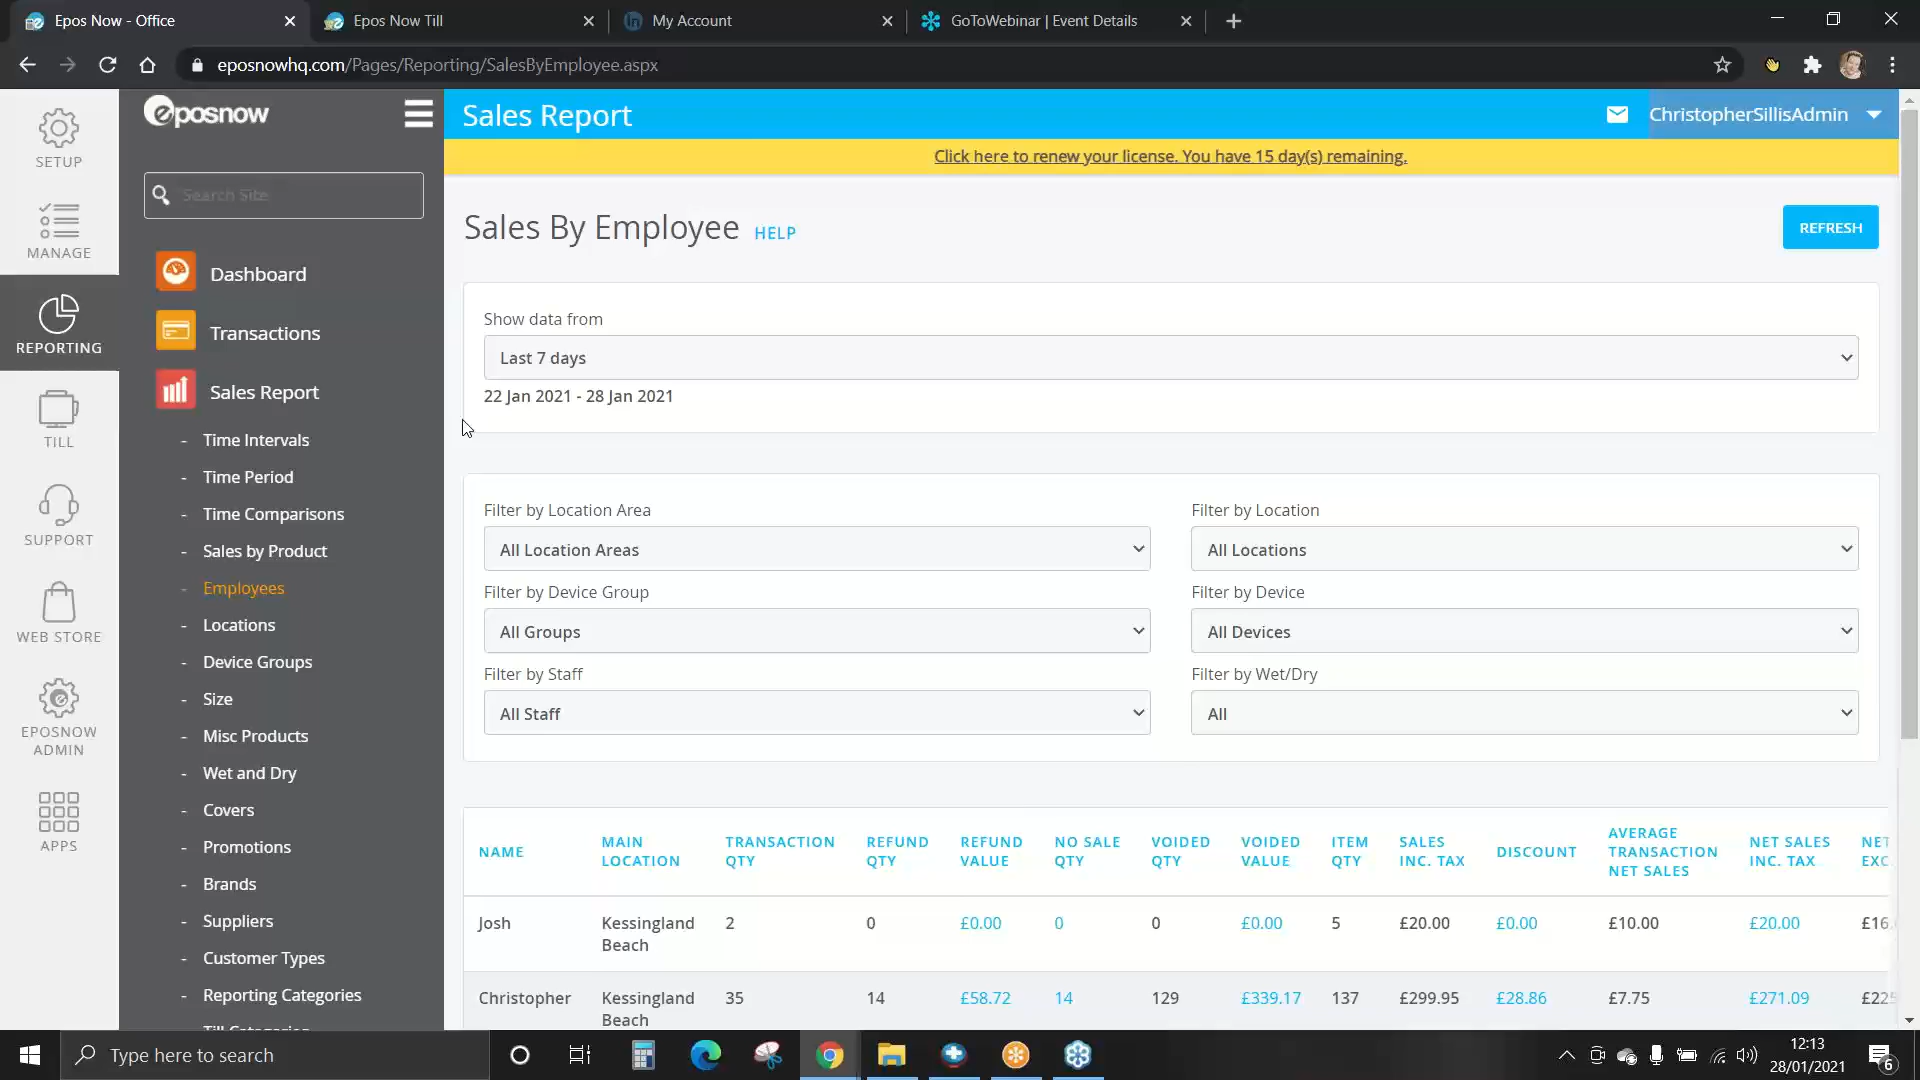 Epos Now - Office
Epos Now Till
My Account
GoToWebinar | Event Details
eposnowhq.com/Pages/Reporting/SalesByEmployee.aspx
eposnow
Sales Report
ChristopherSillisAdmin
Click here to renew your license. You have 15 day(s) remaining.
SETUP
MANAGE
REPORTING
TILL
SUPPORT
WEB STORE
EPOSNOW
ADMIN
APPS
Search Site
Dashboard
Transactions
Sales Report
- Time Intervals
- Time Period
- Time Comparisons
- Sales by Product
- Employees
- Locations
- Device Groups
- Size
- Misc Products
- Wet and Dry
- Covers
- Promotions
- Brands
- Suppliers
- Customer Types
- Reporting Categories
Sales By Employee HELP
REFRESH
Show data from
Last 7 days
22 Jan 2021 - 28 Jan 2021
Filter by Location Area
All Location Areas
Filter by Location
All Locations
Filter by Device Group
All Groups
Filter by Device
All Devices
Filter by Staff
All Staff
Filter by Wet/Dry
All
NAME
MAIN
LOCATION
TRANSACTION
QTY
REFUND
QTY
REFUND
VALUE
NO SALE
QTY
VOIDED
QTY
VOIDED
VALUE
ITEM
QTY
SALES
INC. TAX
DISCOUNT
AVERAGE
TRANSACTION
NET SALES
NET SALES
INC. TAX
NET
EXC.
Josh
Kessingland
Beach
2 0 £0.00 0 0 £0.00 5 £20.00 £0.00 £10.00 £20.00 £16.
Christopher
Kessingland
Beach
35 14 £58.72 14 129 £339.17 137 £299.95 £28.86 £7.75 £271.09 £225
Type here to search
12:13
28/01/2021
6